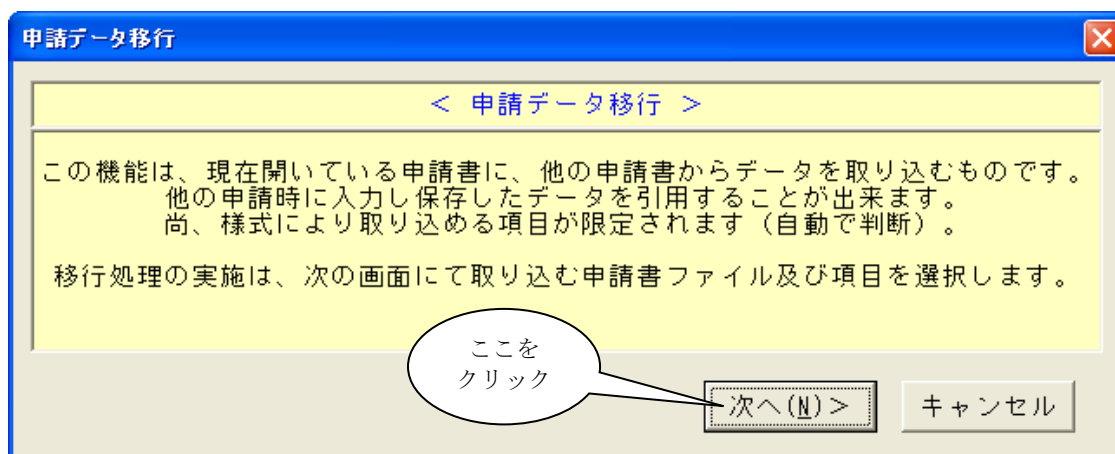 申請データ移行
< 申請データ移行 >
この機能は、現在開いている申請書に、他の申請書からデータを取り込むものです。
他の申請時に入力し保存したデータを引用することが出来ます。
尚、様式により取り込める項目が限定されます（自動で判断）。
移行処理の実施は、次の画面にて取り込む申請書ファイル及び項目を選択します。
ここを
クリック
次へ(N)>
キャンセル